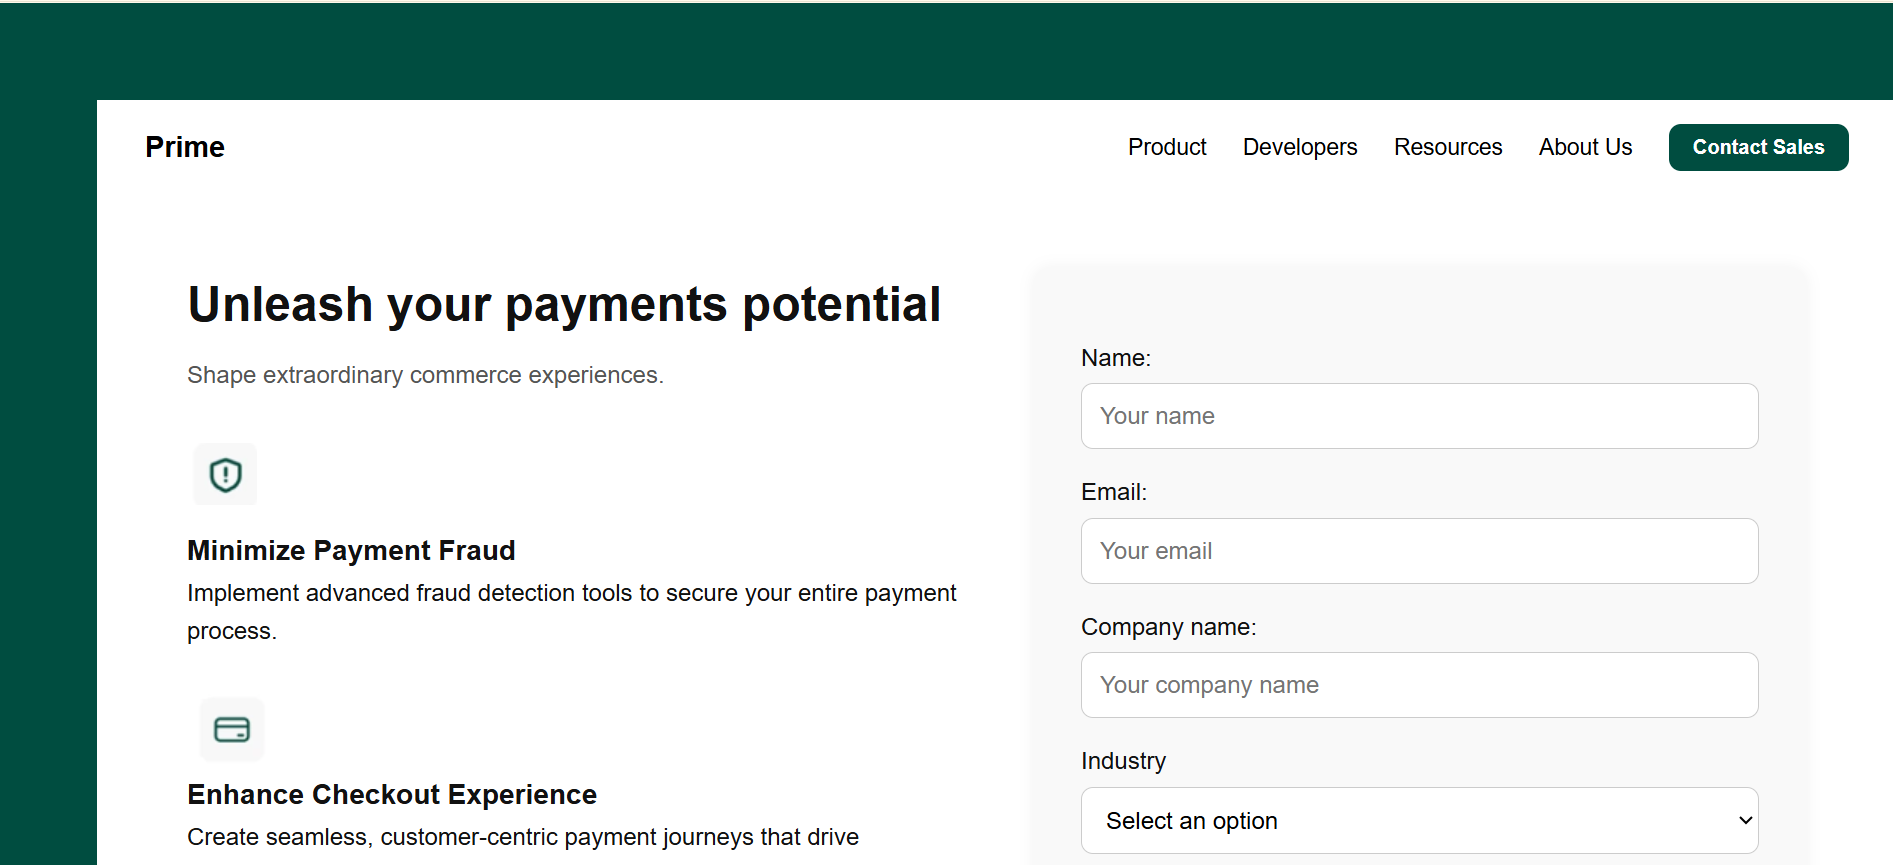 Prime
Product
Developers
Resources
About Us
Contact Sales
Unleash your payments potential
Shape extraordinary commerce experiences.
Minimize Payment Fraud
Implement advanced fraud detection tools to secure your entire payment
process.
Enhance Checkout Experience
Create seamless, customer-centric payment journeys that drive
Name:
Your name
Email:
Your email
Company name:
Your company name
Industry
Select an option